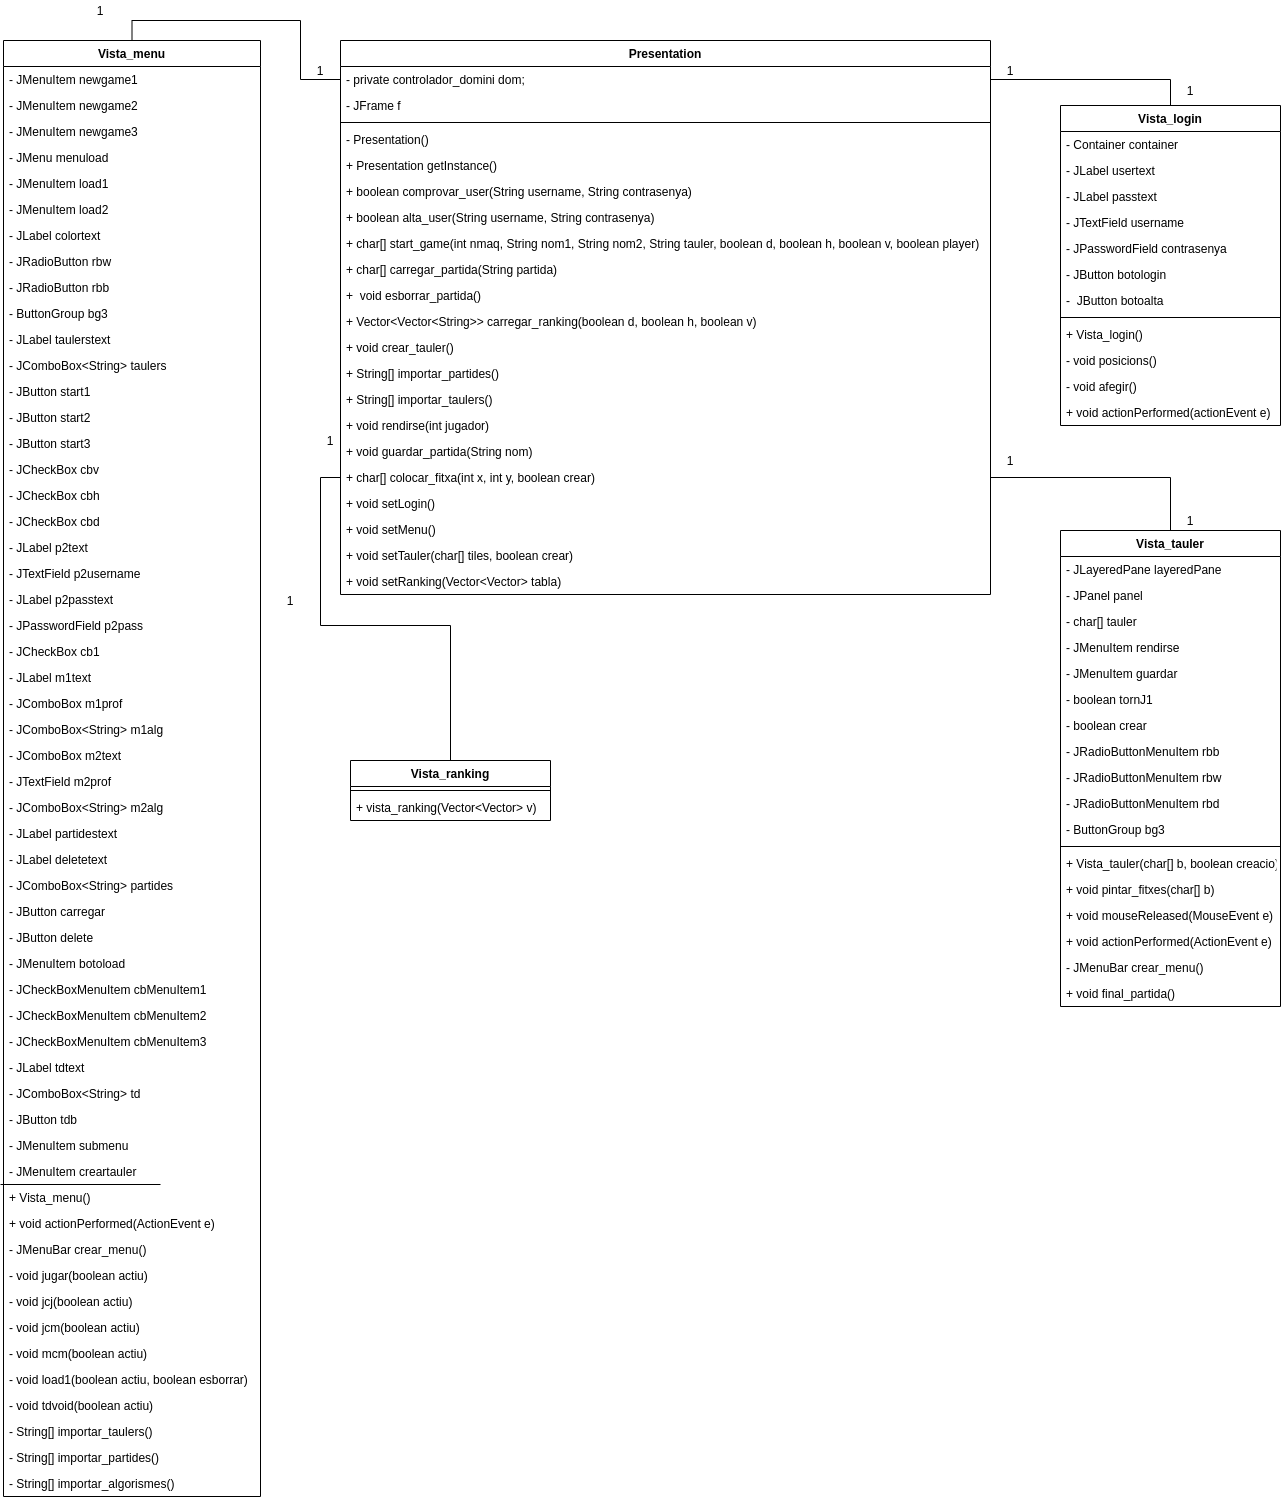 1
Vista_menu
- JMenuItem newgame1
- JMenuItem newgame2
- JMenuItem newgame3
- JMenu menuload
- JMenuItem load1
- JMenuItem load2
- JLabel colortext
- JRadioButton rbw
- JRadioButton rbb
- ButtonGroup bg3
- JLabel taulerstext
- JComboBox<String> taulers
- JButton start1
- JButton start2
- JButton start3
- JCheckBox cbv
- JCheckBox cbh
- JCheckBox cbd
- JLabel p2text
- JTextField p2username
- JLabel p2passtext
- JPasswordField p2pass
- JCheckBox cb1
- JLabel m1text
- JComboBox m1prof
- JComboBox<String> m1alg
- JComboBox m2text
- JTextField m2prof
- JComboBox<String> m2alg
- JLabel partidestext
- JLabel deletetext
- JComboBox<String> partides
- JButton carregar
- JButton delete
- JMenuItem botoload
- JCheckBoxMenuItem cbMenuItem1
- JCheckBoxMenuItem cbMenuItem2
- JCheckBoxMenuItem cbMenuItem3
- JLabel tdtext
- JComboBox<String> td
- JButton tdb
- JMenuItem submenu
- JMenuItem creartauler
+ Vista_menu()
+ void actionPerformed(ActionEvent e)
- JMenuBar crear_menu()
- void jugar(boolean actiu)
- void jcj(boolean actiu)
- void jcm(boolean actiu)
- void mcm(boolean actiu)
- void load1(boolean actiu, boolean esborrar)
- void tdvoid(boolean actiu)
- String[] importar_taulers()
- String[] importar_partides()
- String[] importar_algorismes()
1
Presentation
- private controlador_domini dom;
- JFrame f
- Presentation()
+ Presentation getInstance()
+ boolean comprovar_user(String username, String contrasenya)
+ boolean alta_user(String username, String contrasenya)
+ char[] start_game(int nmaq, String nom1, String nom2, String tauler, boolean d, boolean h, boolean v, boolean player)
+ char[] carregar_partida(String partida)
+  void esborrar_partida()
+ Vector<Vector<String>> carregar_ranking(boolean d, boolean h, boolean v)
+ void crear_tauler()
+ String[] importar_partides()
+ String[] importar_taulers()
+ void rendirse(int jugador)
+ void guardar_partida(String nom)
+ char[] colocar_fitxa(int x, int y, boolean crear)
+ void setLogin()
+ void setMenu()
+ void setTauler(char[] tiles, boolean crear)
+ void setRanking(Vector<Vector> tabla)
1
1
Vista_ranking
+ vista_ranking(Vector<Vector> v)
1
1
Vista_login
- Container container
- JLabel usertext
- JLabel passtext
- JTextField username
- JPasswordField contrasenya
- JButton botologin
-  JButton botoalta
+ Vista_login()
- void posicions()
- void afegir()
+ void actionPerformed(actionEvent e)
1
1
Vista_tauler
- JLayeredPane layeredPane
- JPanel panel
- char[] tauler
- JMenuItem rendirse
- JMenuItem guardar
- boolean tornJ1
- boolean crear
- JRadioButtonMenuItem rbb
- JRadioButtonMenuItem rbw
- JRadioButtonMenuItem rbd
- ButtonGroup bg3
+ Vista_tauler(char[] b, boolean creacio)
+ void pintar_fitxes(char[] b)
+ void mouseReleased(MouseEvent e)
+ void actionPerformed(ActionEvent e)
- JMenuBar crear_menu()
+ void final_partida()